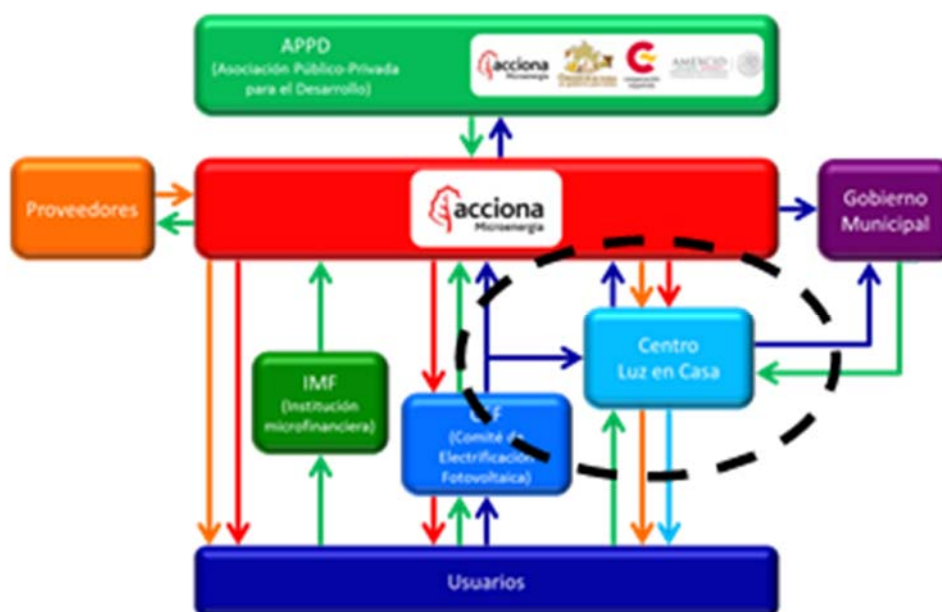 APPD
(Asociación Público-Privada
para el Desarrollo)
acciona
Microenergía
AMEXCID
Proveedores
acciona
Microenergía
Gobierno
Municipal
Centro
Luz en Casa
IMF
(Institución
microfinanciera)
(Comité de
Electrificación
Fotovoltaica)
Usuarios